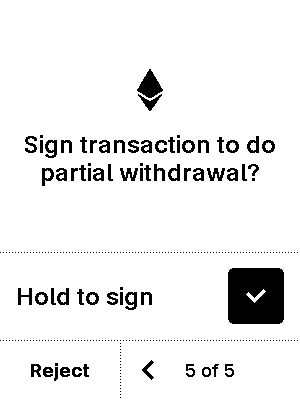 Sign transaction to do
partial withdrawal?
Hold to sign
Reject
5 of 5